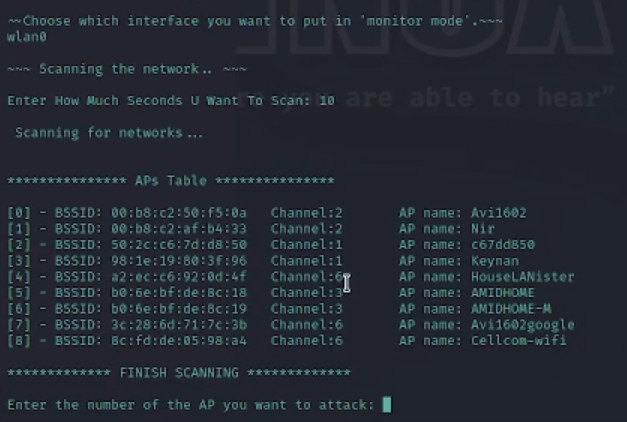 ~~Choose which interface you want to put in 'monitor mode'.~~~
wlan0
~~~ Scanning the network.. ~~~
Enter How Much Seconds U Want To Scan: 10
you are able to hear"
Scanning for networks ...
*************** APs Table ***************
[0] - BSSID: 00:b8:c2:50:f5:0a Channel:2 AP name: Avi1602
[1] - BSSID: 00:b8:c2:af:b4:33 Channel:2 AP name: Nir
[2] - BSSID: 50:2c:c6:7d:d8:50 Channel:1 AP name: c67dd850
[3] - BSSID: 98:1e:19:80:3f:96 Channel:1 AP name: Keynan
[4] - BSSID: a2:ec:c6:92:0d:4f Channel:6 AP name: HouseLANister
[5] - BSSID: b0:6e:bf:de:8c:18 Channel:3 AP name: AMIDHOME
[6] - BSSID: b0:6e:bf:de:8c:19 Channel:3 AP name: AMIDHOME-M
[7] - BSSID: 3c:28:6d:71:7c:3b Channel:6 AP name: Avi1602google
[8] - BSSID: 8c:fd:de:05:98:a4 Channel:6 AP name: Cellcom-wifi
************* FINISH SCANNING *************
Enter the number of the AP you want to attack: